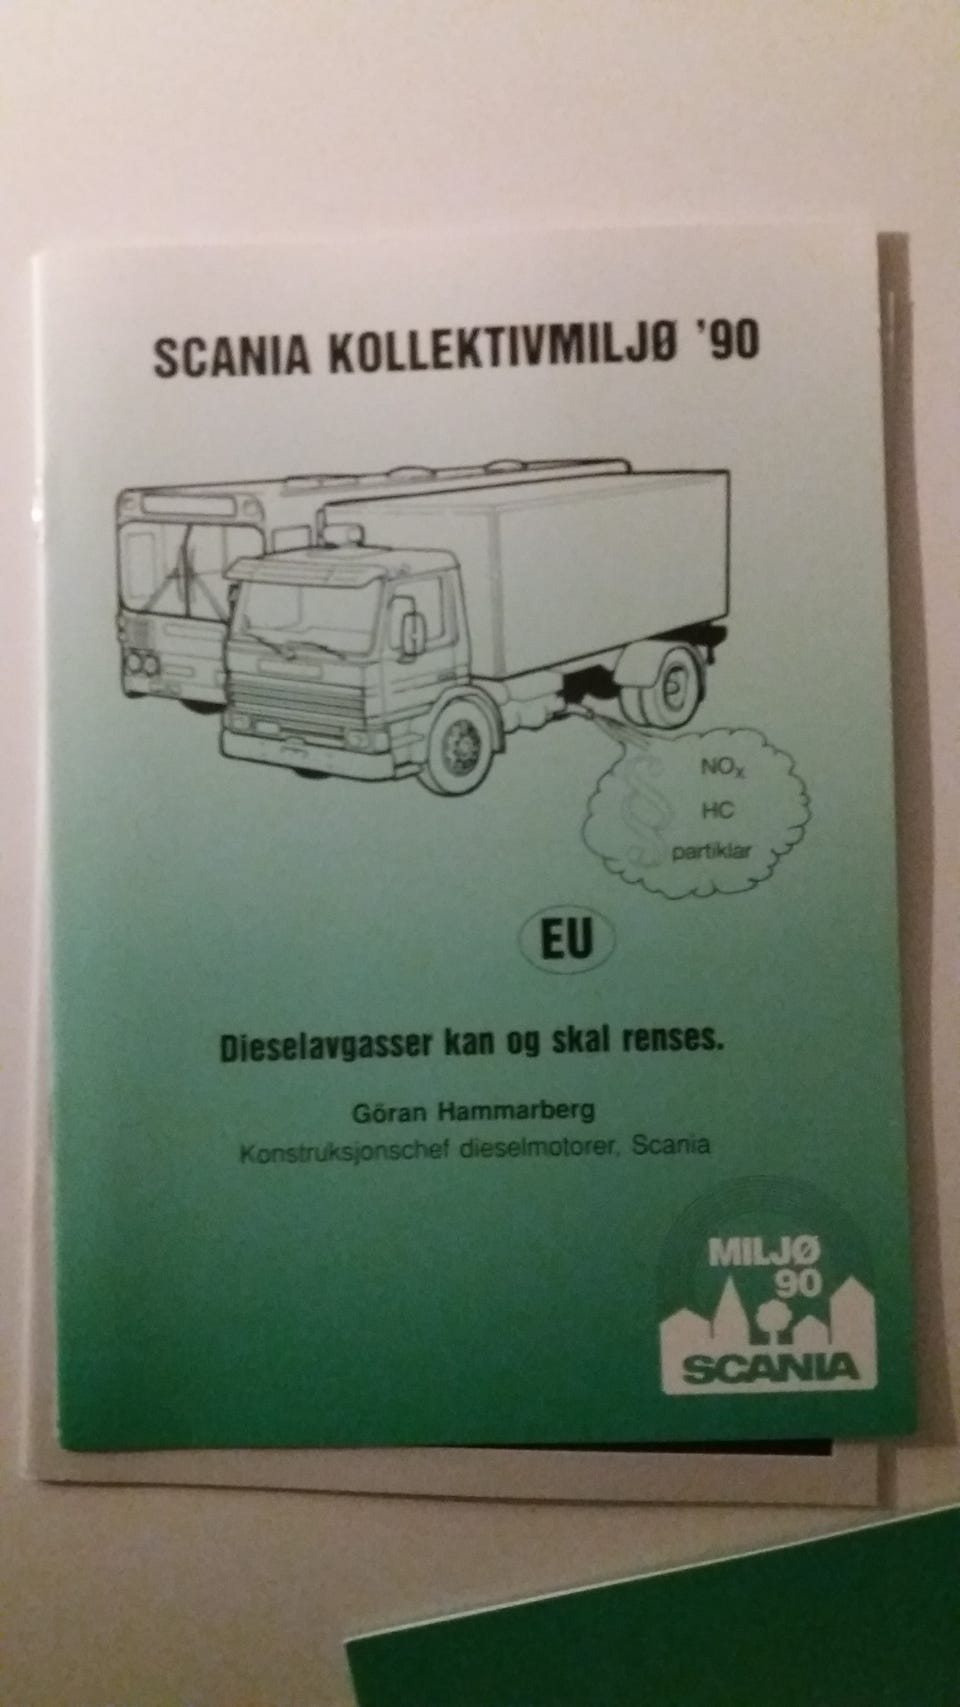 SCANIA KOLLEKTIVMILJØ '90
NOx
HC
partiklar
EU
Dieselavgasser kan og skal renses.
Göran Hammarberg
Konstruksjonschef dieselmotorer, Scania
MILJØ
90
SCANIA